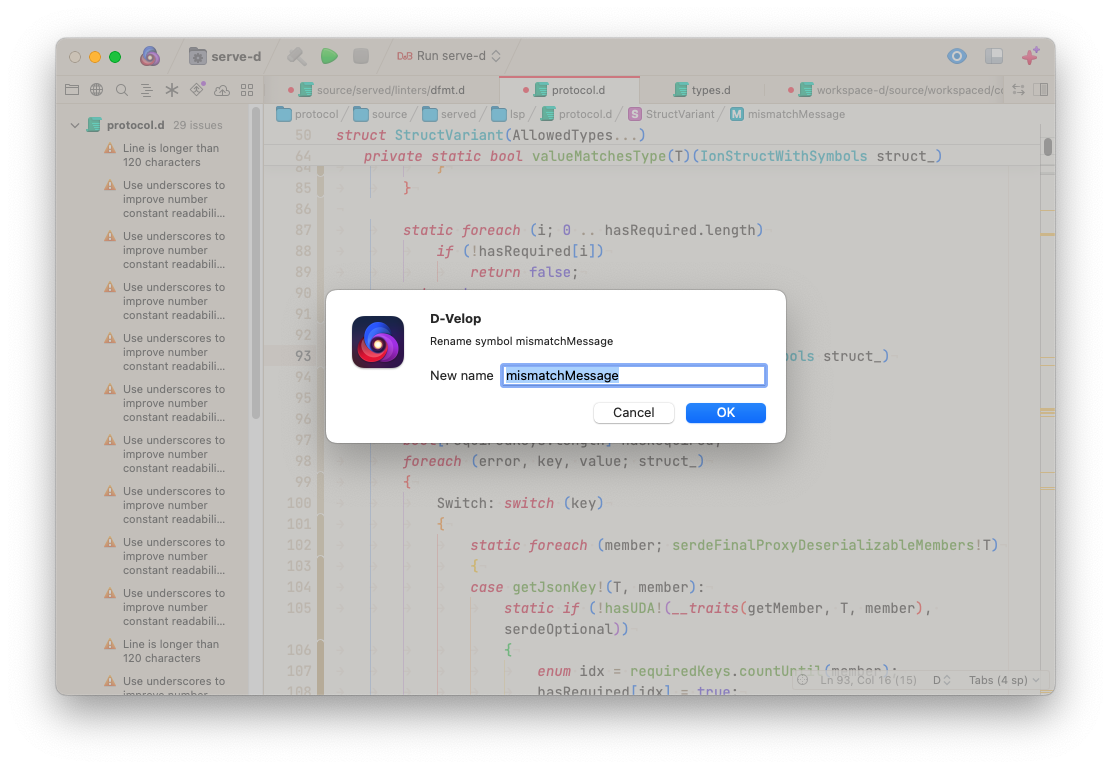 serve-d
Run serve-d
source/served/linters/dfmt.d
protocol.d
types.d
workspace-d/source/workspaced/cc
protocol
source
served
lsp
protocol.d
S StructVariant
M mismatchMessage
protocol.d 29 issues
Line is longer than
120 characters
Use underscores to
improve number
constant readabili...
Use underscores to
improve number
constant readabili...
Use underscores to
improve number
constant readabili...
Use underscores to
improve number
constant readabili...
Use underscores to
improve number
constant readabili...
Use underscores to
improve number
constant readabili...
Use underscores to
improve number
constant readabili...
Use underscores to
improve number
constant readabili...
Use underscores to
improve number
constant readabili...
Line is longer than
120 characters
Use underscores to
improve number
50 struct StructVariant(AllowedTypes...)
64 private static bool valueMatchesType(T)(IonStructWithSymbols struct_)
84 }
85 }
86
87 static foreach (i; 0 .. hasRequired.length)
88 if (!hasRequired[i])
89 return false;
90
91
92
93 struct_)
94
95
96
97
98 foreach (error, key, value; struct_)
99 {
100 Switch: switch (key)
101 {
102 static foreach (member; serdeFinalProxyDeserializableMembers!T)
103 {
104 case getJsonKey!(T, member):
105 static if (!hasUDA!(__traits(getMember, T, member),
serdeOptional))
106 {
107 enum idx = requiredKeys.countUntil(member);
108 hasRequired[idx] = true;
D-Velop
Rename symbol mismatchMessage
New name mismatchMessage
Cancel
OK
Ln 93, Col 16 (15)
D
Tabs (4 sp)